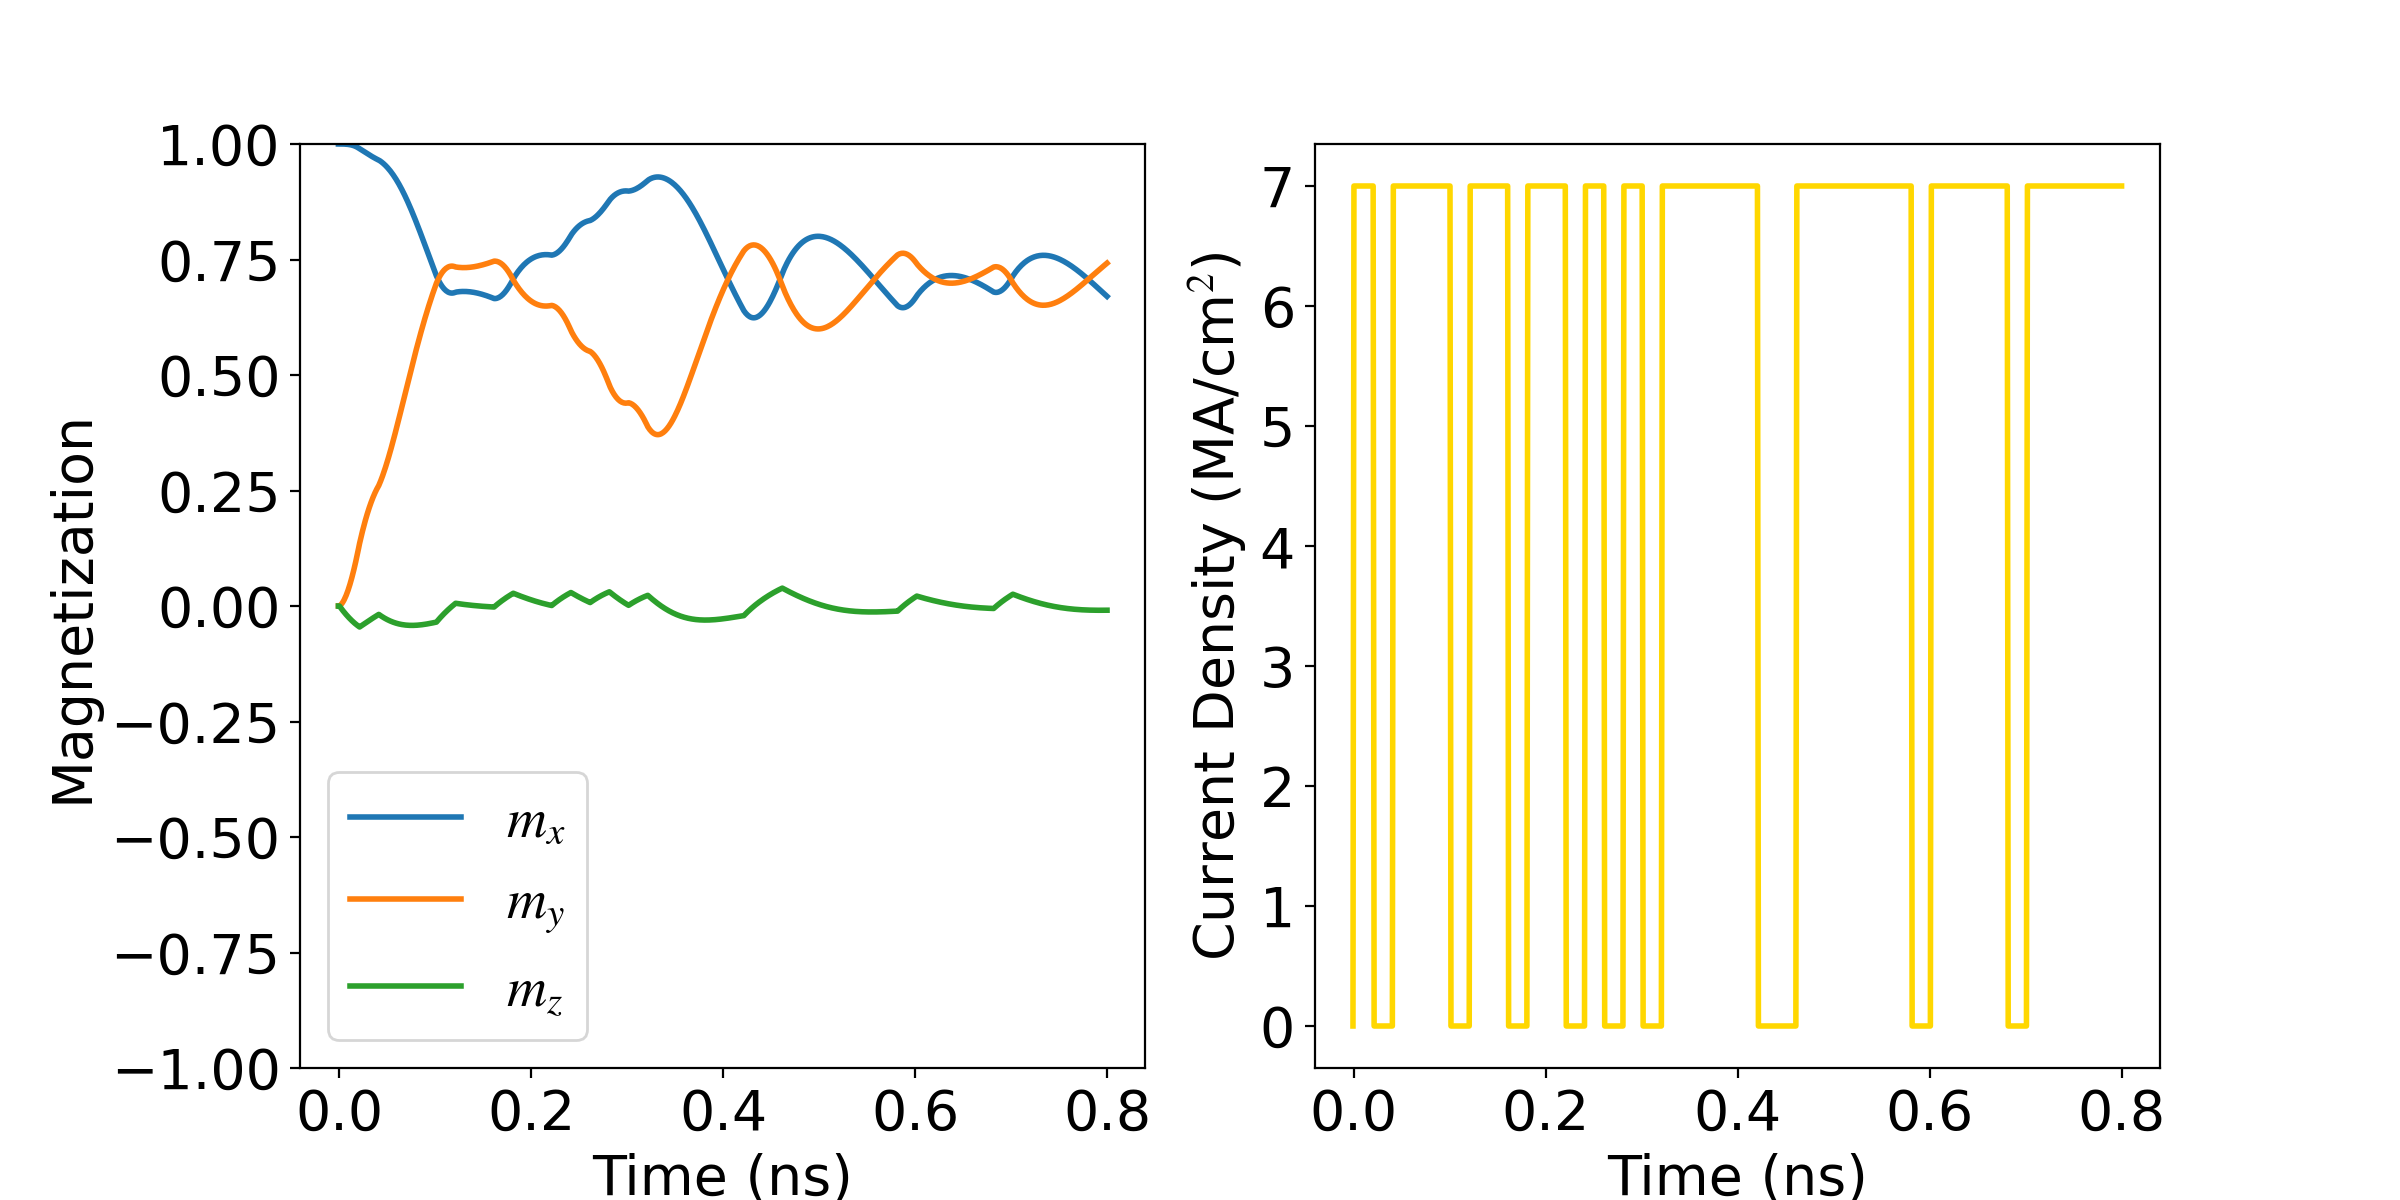 Magnetization
1.00
0.75
0.50
0.25
0.00
−0.25
−0.50
−0.75
−1.00
m_x
m_y
m_z
0.0 0.2 0.4 0.6 0.8
Time (ns)
Current Density (MA/cm²)
7
6
5
4
3
2
1
0
0.0 0.2 0.4 0.6 0.8
Time (ns)